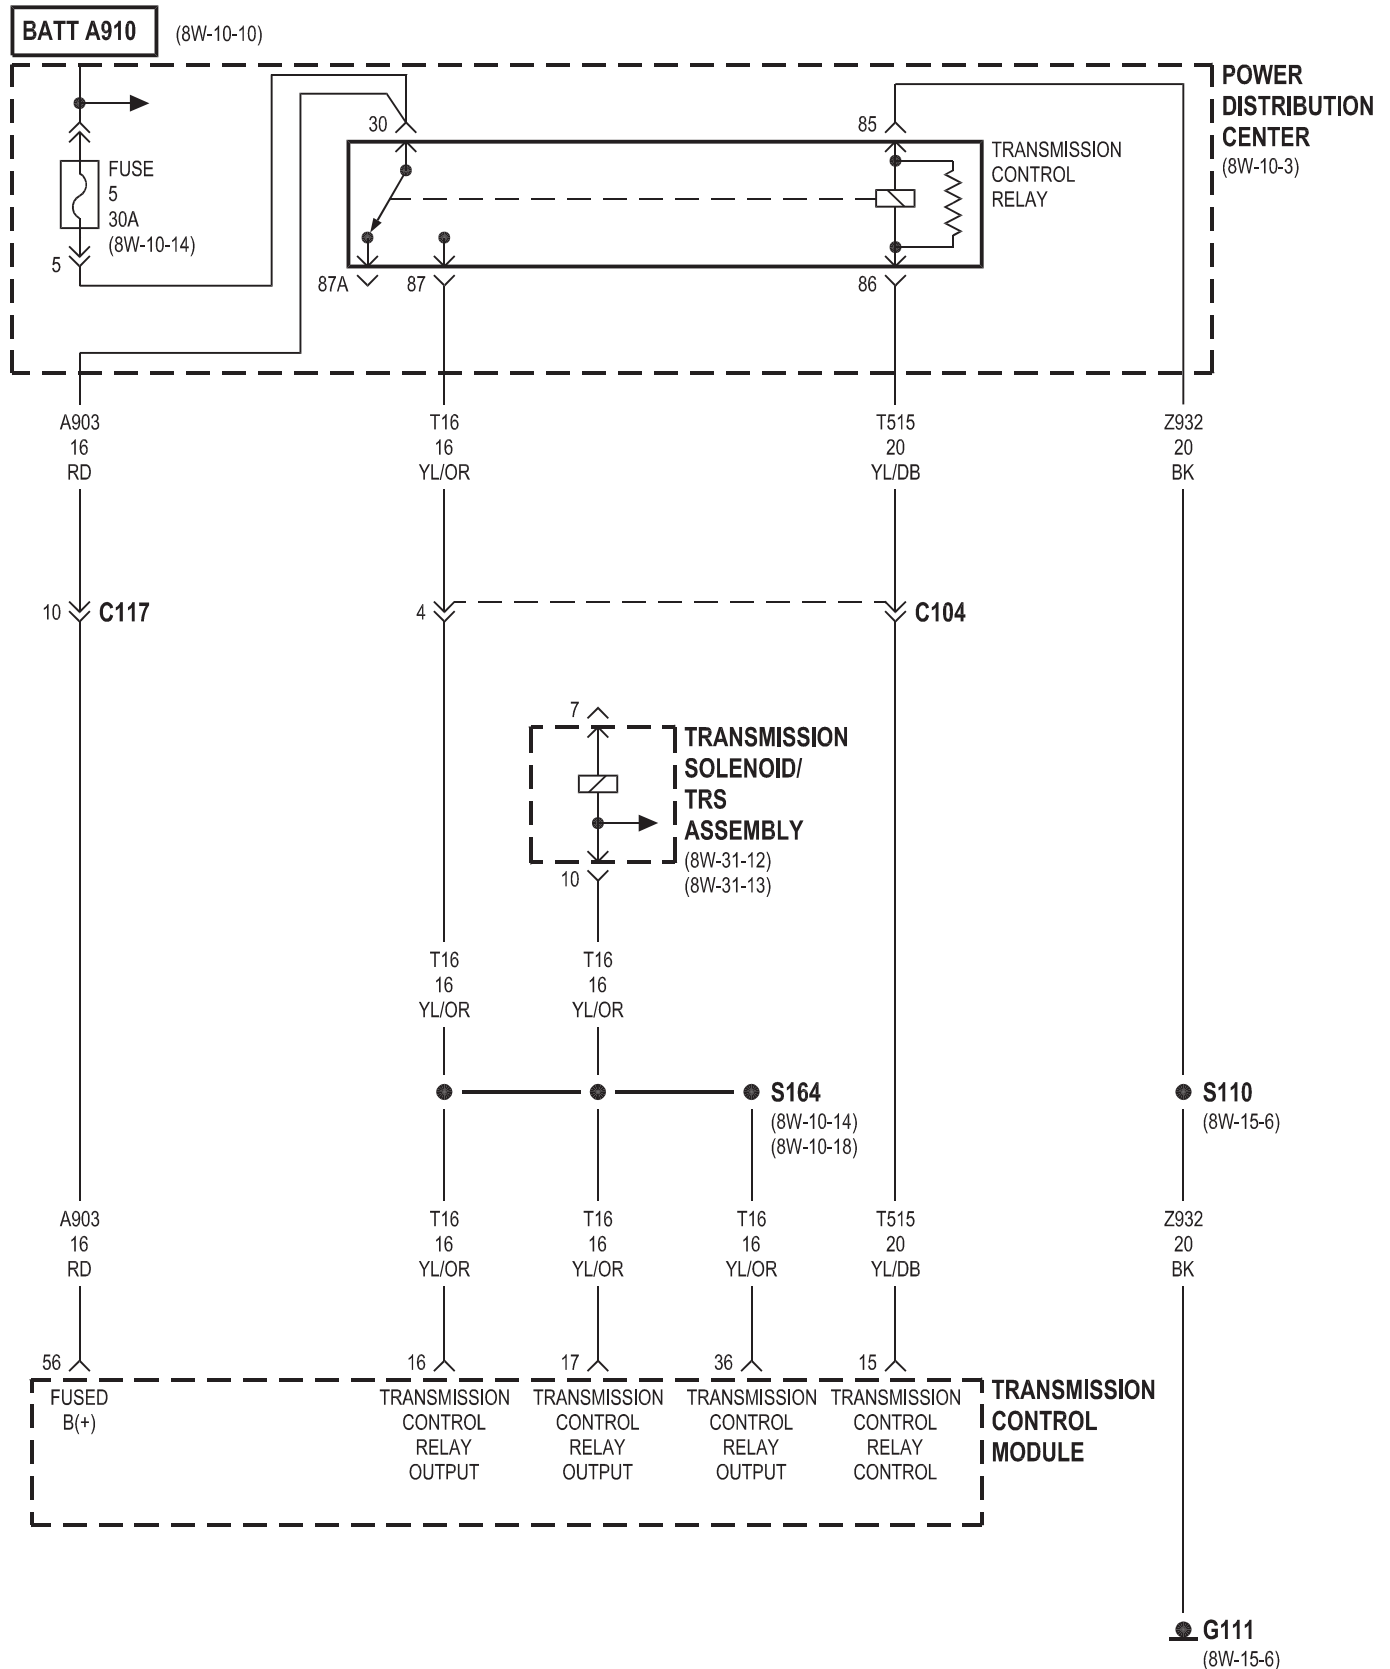 BATT A910 (8W-10-10)
POWER
DISTRIBUTION
CENTER
(8W-10-3)
30
85
TRANSMISSION
CONTROL
RELAY
FUSE
5
30A
(8W-10-14)
5
87A
87
86
A903
16
RD
T16
16
YL/OR
T515
20
YL/DB
Z932
20
BK
10 C117
4
C104
7
TRANSMISSION
SOLENOID/
TRS
ASSEMBLY
(8W-31-12)
(8W-31-13)
10
T16
16
YL/OR
T16
16
YL/OR
S164
(8W-10-14)
(8W-10-18)
S110
(8W-15-6)
A903
16
RD
T16
16
YL/OR
T16
16
YL/OR
T16
16
YL/OR
T515
20
YL/DB
Z932
20
BK
56
16
17
36
15
FUSED
B(+)
TRANSMISSION
CONTROL
RELAY
OUTPUT
TRANSMISSION
CONTROL
RELAY
OUTPUT
TRANSMISSION
CONTROL
RELAY
OUTPUT
TRANSMISSION
CONTROL
RELAY
CONTROL
TRANSMISSION
CONTROL
MODULE
G111
(8W-15-6)